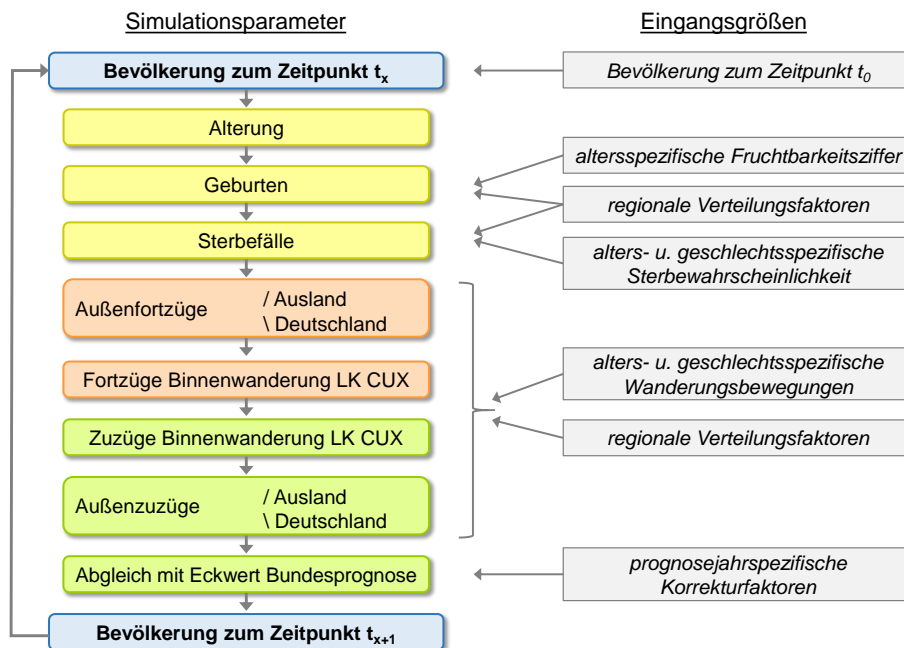 Simulationsparameter
Eingangsgrößen
Bevölkerung zum Zeitpunkt tx
Bevölkerung zum Zeitpunkt t0
Alterung
altersspezifische Fruchtbarkeitsziffer
Geburten
regionale Verteilungsfaktoren
Sterbefälle
alters- u. geschlechtsspezifische
Sterbewahrscheinlichkeit
Außenfortzüge / Ausland
\ Deutschland
Fortzüge Binnenwanderung LK CUX
alters- u. geschlechtsspezifische
Wanderungsbewegungen
Zuzüge Binnenwanderung LK CUX
regionale Verteilungsfaktoren
Außenzuzüge / Ausland
\ Deutschland
Abgleich mit Eckwert Bundesprognose
prognosejahrspezifische
Korrekturfaktoren
Bevölkerung zum Zeitpunkt tx+1